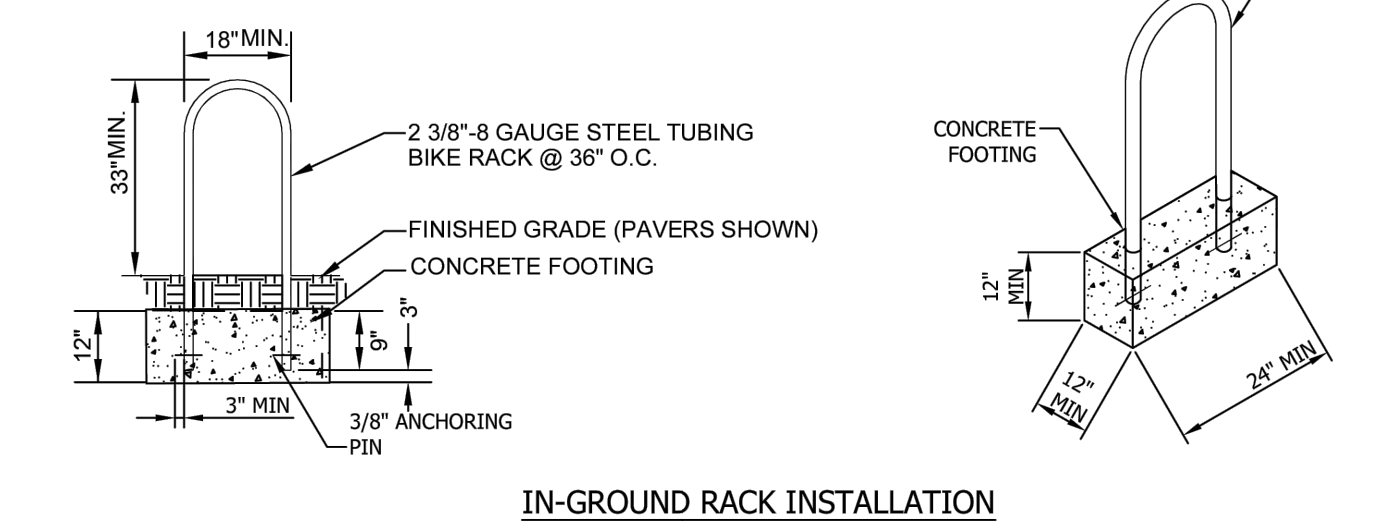 18" MIN.
33" MIN.
2 3/8"-8 GAUGE STEEL TUBING
BIKE RACK @ 36" O.C.
FINISHED GRADE (PAVERS SHOWN)
CONCRETE FOOTING
12"
9"
3"
3" MIN
3/8" ANCHORING
PIN
CONCRETE
FOOTING
12"
MIN
12"
MIN
24" MIN
IN-GROUND RACK INSTALLATION